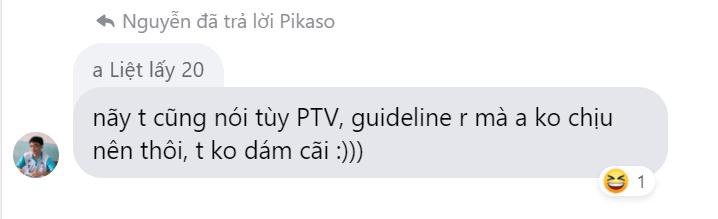 Nguyễn đã trả lời Pikaso
a Liệt lấy 20
nãy t cũng nói tùy PTV, guideline r mà a ko chịu
nên thôi, t ko dám cãi :)))
1